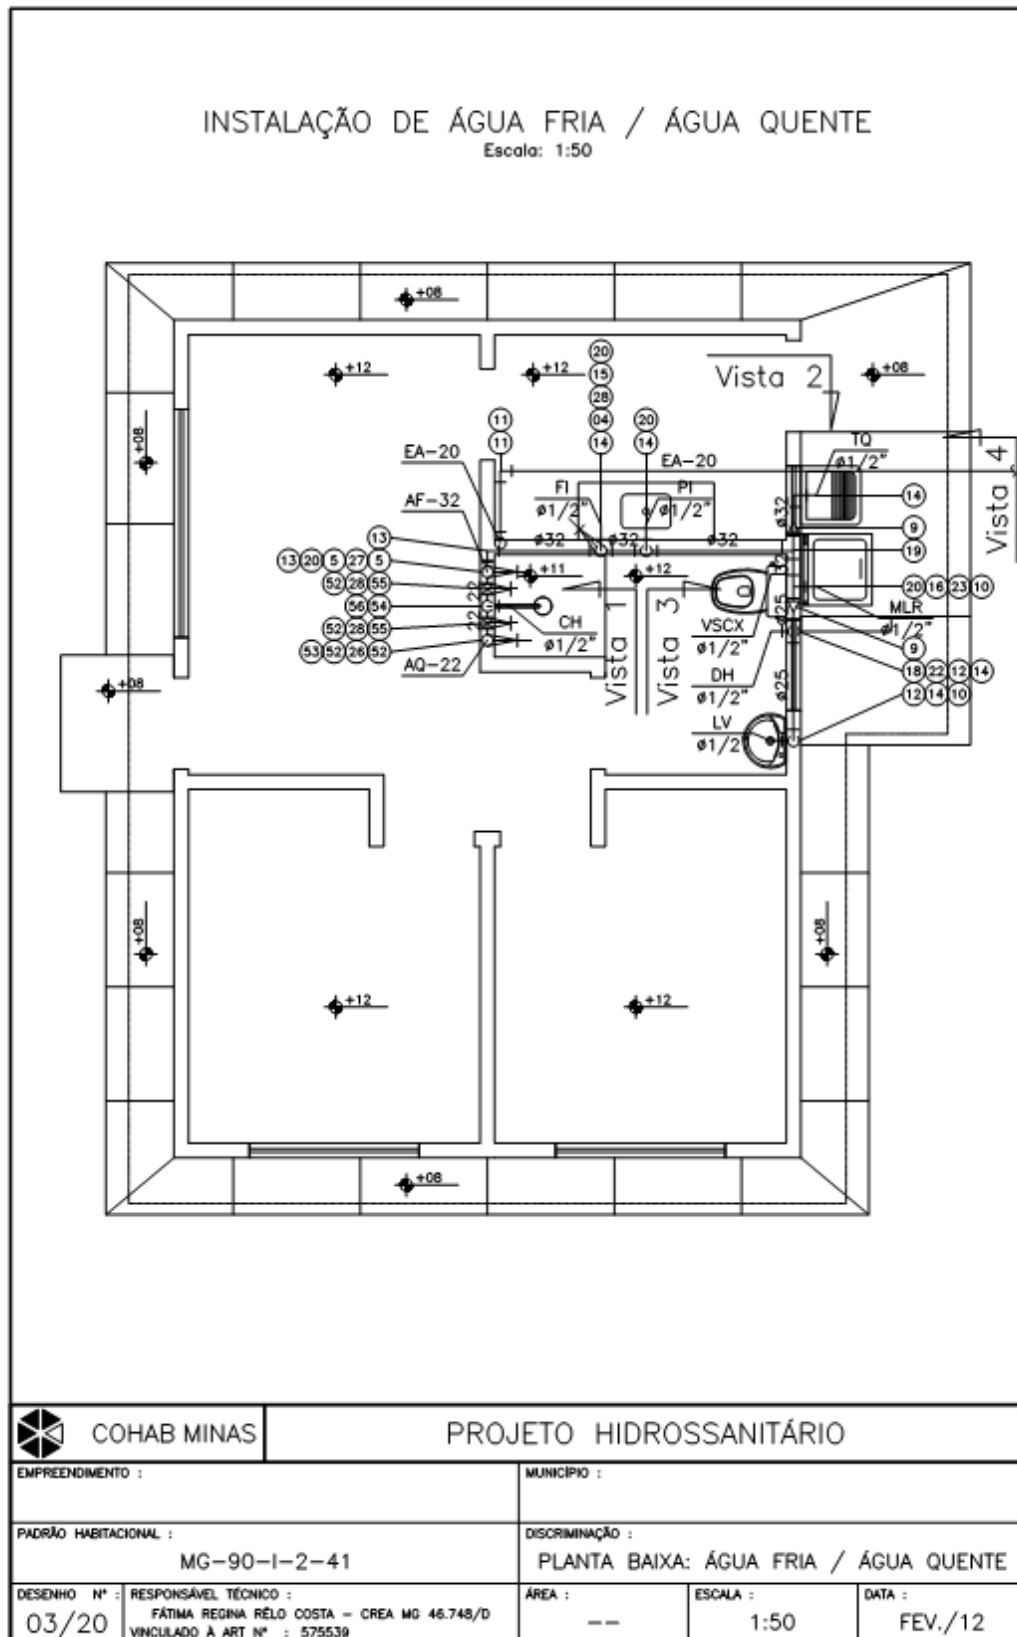 INSTALAÇÃO DE ÁGUA FRIA / ÁGUA QUENTE
Escala: 1:50
+08
+12
+12
20
15
28
04
14
Vista 2
+08
11
11
20
14
+08
EA-20
EA-20
TQ
ø1/2"
Vista 4
AF-32
FI
ø1/2"
PI
ø1/2"
ø32
14
9
13
ø32
ø32
ø32
19
13 20 5 27 5
+11
+12
32
52 28 55
22
20 16 23 10
56 54
CH
ø1/2"
Vista 1
Vista 3
VSCX
ø1/2"
ø25
MLR
ø1/2"
52 28 55
22
9
53 52 26 52
AQ-22
DH
ø1/2"
ø25
18 22 12 14
12 14 10
+08
LV
ø1/2
+08
+08
+12
+12
+08
COHAB MINAS
PROJETO HIDROSSANITÁRIO
EMPREENDIMENTO :
MUNICÍPIO :
PADRÃO HABITACIONAL :
MG-90-I-2-41
DISCRIMINAÇÃO :
PLANTA BAIXA: ÁGUA FRIA / ÁGUA QUENTE
DESENHO Nº :
03/20
RESPONSÁVEL TÉCNICO :
FÁTIMA REGINA RÊLO COSTA - CREA MG 46.748/D
VINCULADO À ART Nº : 575539
ÁREA :
--
ESCALA :
1:50
DATA :
FEV./12